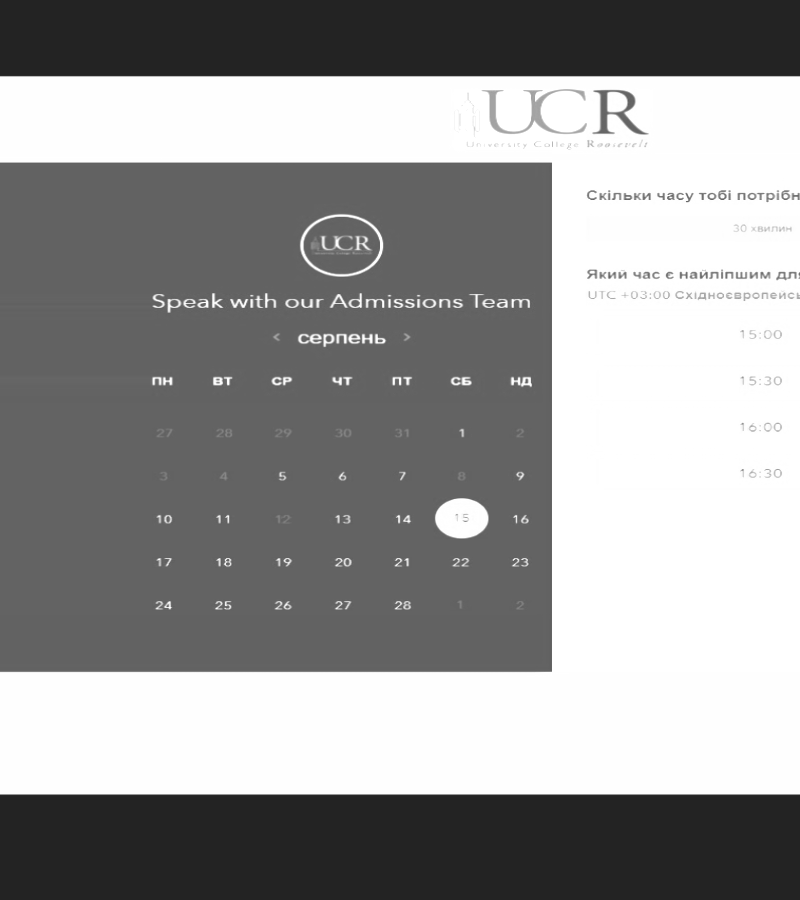 UCR
University College Roosevelt
UCR
Speak with our Admissions Team
< серпень >
ПН ВТ СР ЧТ ПТ СБ НД
27 28 29 30 31 1 2
3 4 5 6 7 8 9
10 11 12 13 14 15 16
17 18 19 20 21 22 23
24 25 26 27 28 1 2
Скільки часу тобі потрібн
30 хвилин
Який час є найліпшим для
UTC +03:00 Східноєвропейсь
15:00
15:30
16:00
16:30